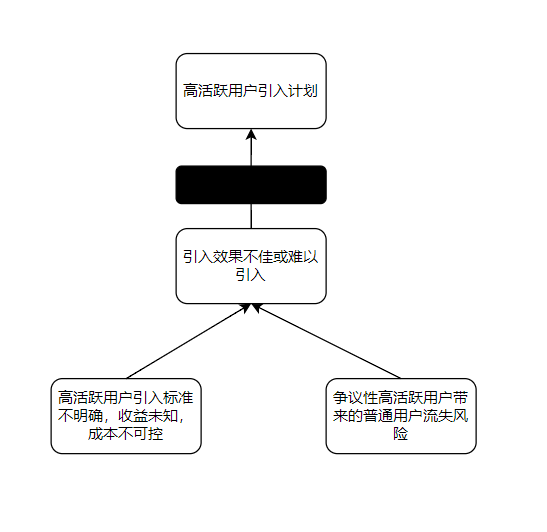 高活跃用户引入计划
引入效果不佳或难以
引入
高活跃用户引入标准
不明确，收益未知，
成本不可控
争议性高活跃用户带
来的普通用户流失风
险